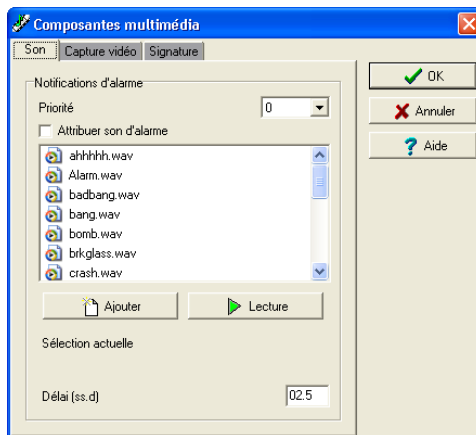 Composantes multimédia
Son Capture vidéo Signature
Notifications d'alarme
Priorité 0
Attribuer son d'alarme
ahhhhh.wav
Alarm.wav
badbang.wav
bang.wav
bomb.wav
brkglass.wav
crash.wav
Ajouter Lecture
Sélection actuelle
Délai (ss.d) 02.5
OK
Annuler
? Aide